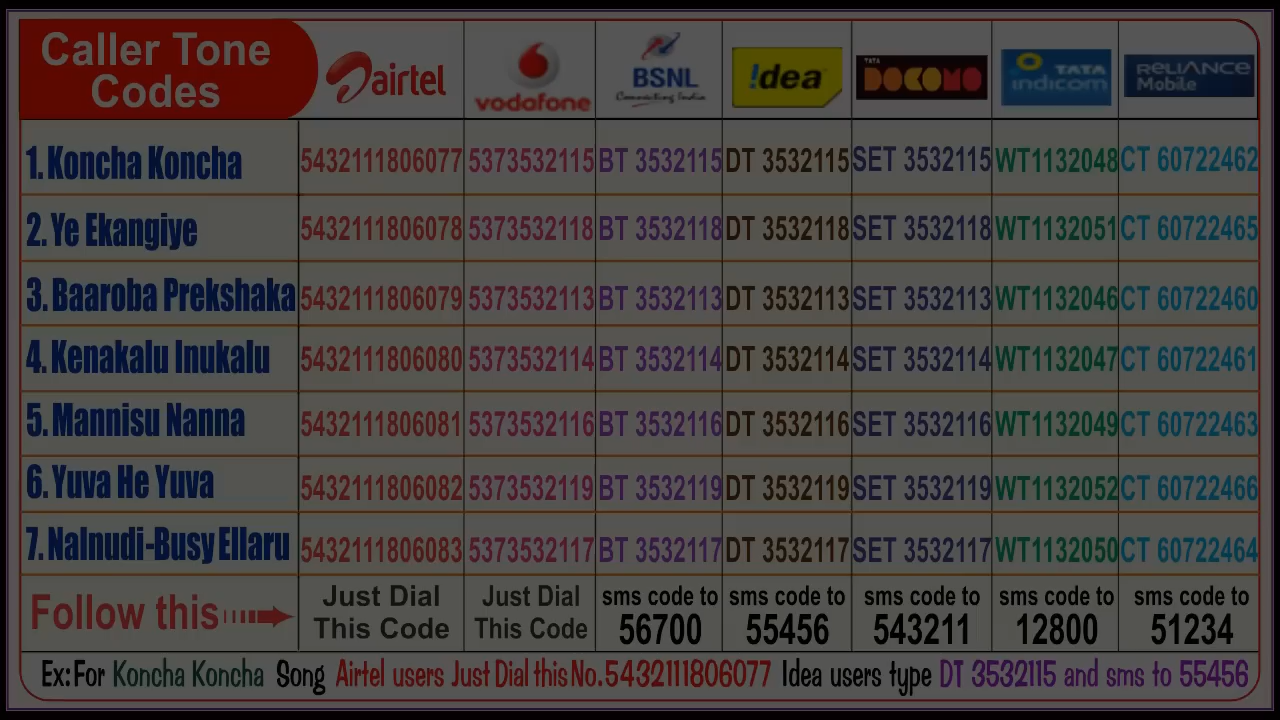 Caller Tone
Codes
airtel
vodafone
BSNL
Connecting India
!dea
TATA
DOCOMO
TATA
indicom
RELIANCE
Mobile
1. Koncha Koncha 5432111806077 5373532115 BT 3532115 DT 3532115 SET 3532115 WT1132048 CT 60722462
2. Ye Ekangiye 5432111806078 5373532118 BT 3532118 DT 3532118 SET 3532118 WT1132051 CT 60722465
3. Baaroba Prekshaka 5432111806079 5373532113 BT 3532113 DT 3532113 SET 3532113 WT1132046 CT 60722460
4. Kenakalu Inukalu 5432111806080 5373532114 BT 3532114 DT 3532114 SET 3532114 WT1132047 CT 60722461
5. Mannisu Nanna 5432111806081 5373532116 BT 3532116 DT 3532116 SET 3532116 WT1132049 CT 60722463
6. Yuva He Yuva 5432111806082 5373532119 BT 3532119 DT 3532119 SET 3532119 WT1132052 CT 60722466
7. Nalnudi-Busy Ellaru 5432111806083 5373532117 BT 3532117 DT 3532117 SET 3532117 WT1132050 CT 60722464
Follow this
Just Dial
This Code
Just Dial
This Code
sms code to
56700
sms code to
55456
sms code to
543211
sms code to
12800
sms code to
51234
Ex: For Koncha Koncha Song Airtel users Just Dial this No.5432111806077 Idea users type DT 3532115 and sms to 55456